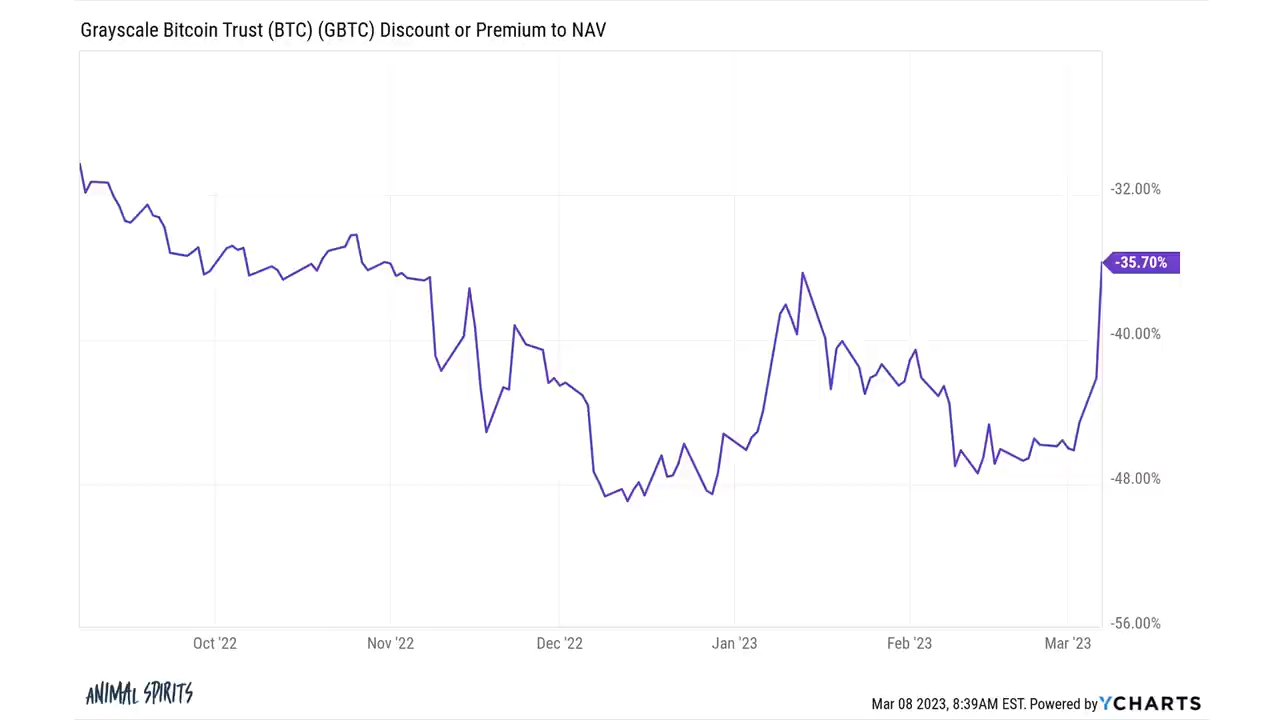 Grayscale Bitcoin Trust (BTC) (GBTC) Discount or Premium to NAV
-32.00%
-35.70%
-40.00%
-48.00%
-56.00%
Oct '22 Nov '22 Dec '22 Jan '23 Feb '23 Mar '23
ANIMAL SPIRITS
Mar 08 2023, 8:39AM EST. Powered by YCHARTS